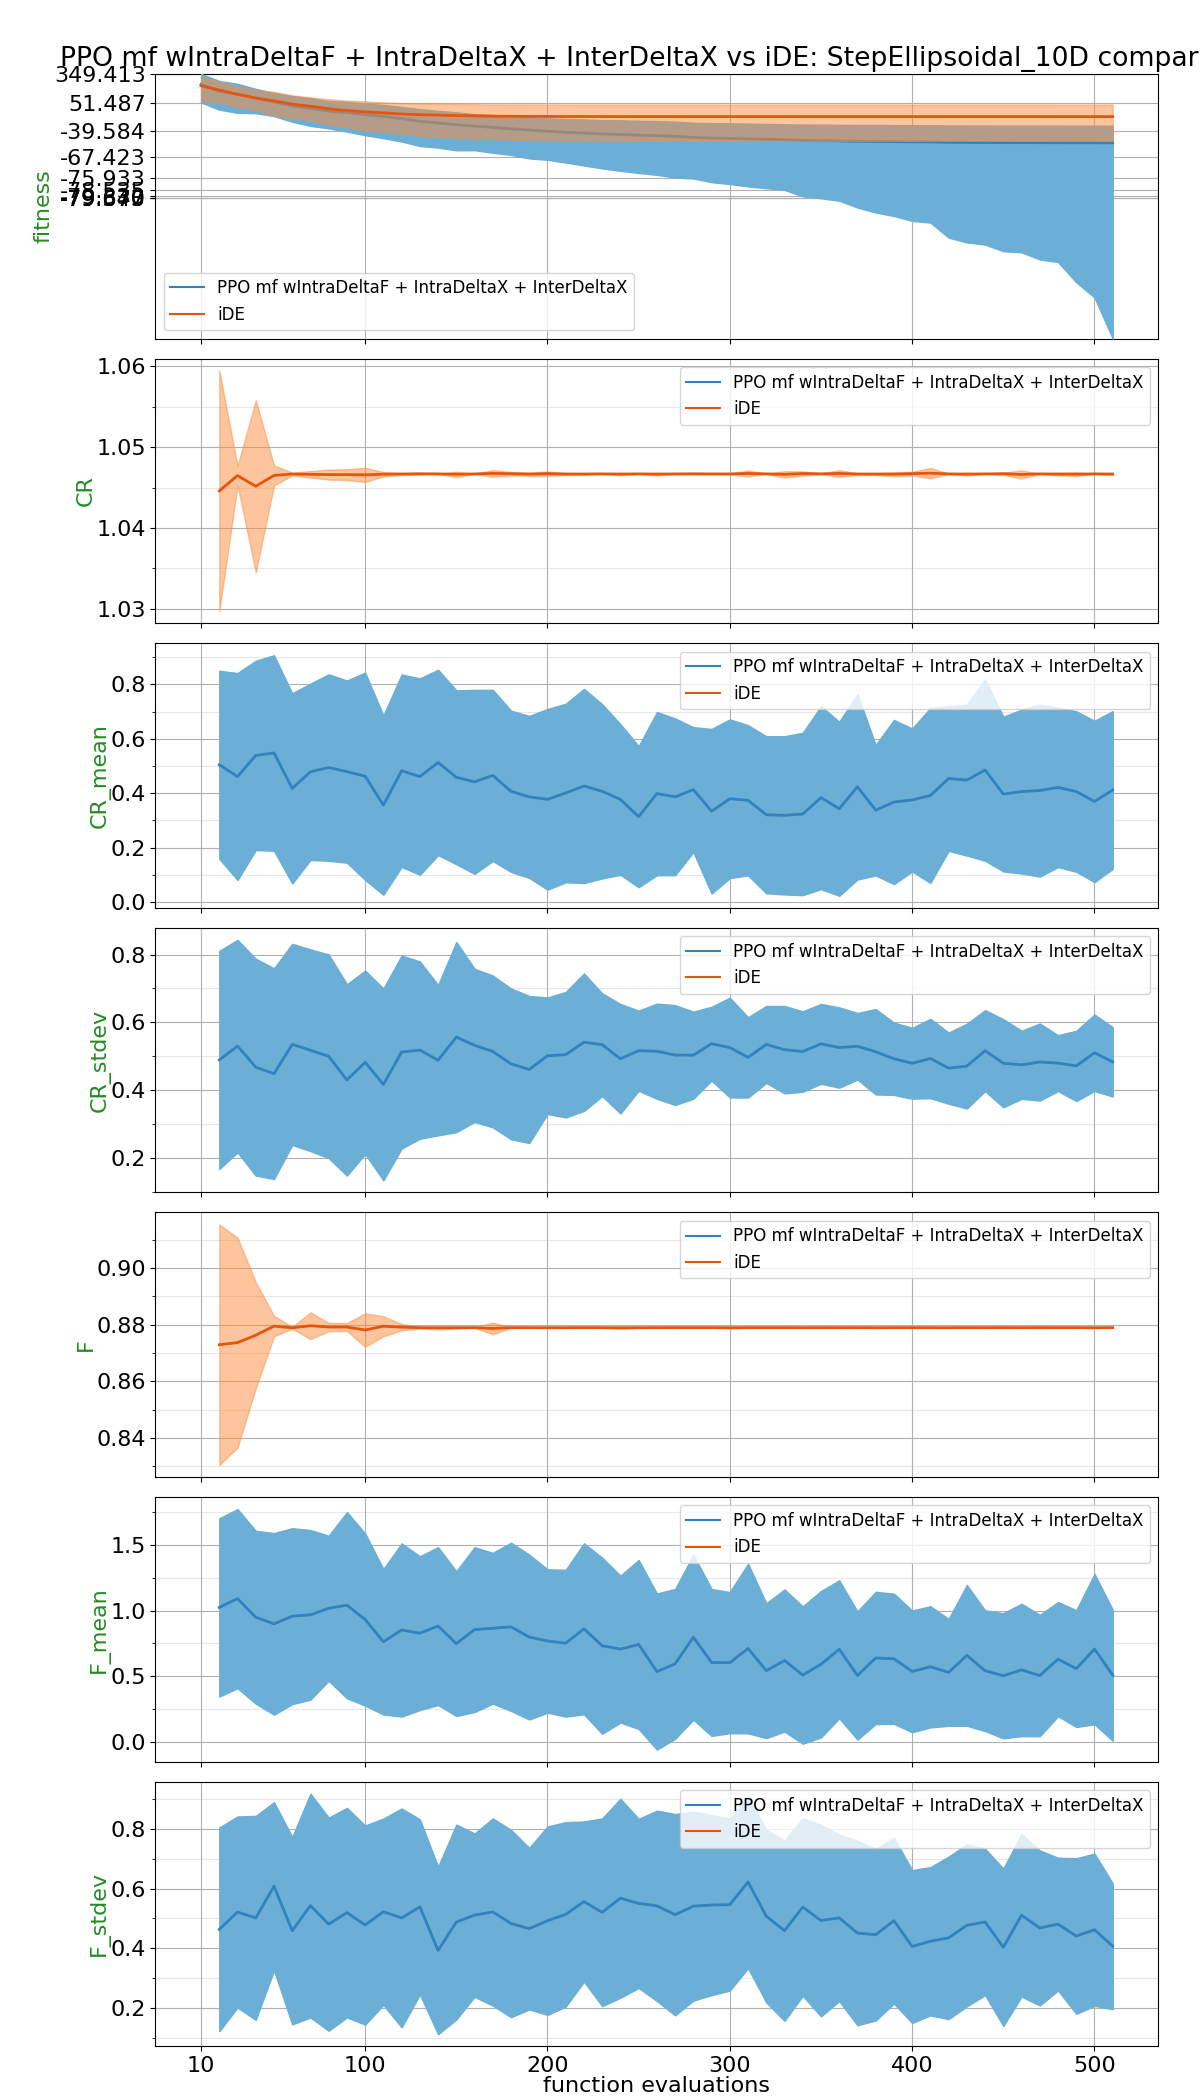 PPO mf wIntraDeltaF + IntraDeltaX + InterDeltaX vs iDE: StepEllipsoidal_10D compar
349.413
51.487
-39.584
-67.423
-75.933
fitness
PPO mf wIntraDeltaF + IntraDeltaX + InterDeltaX
iDE
1.06
1.05
1.04
1.03
CR
PPO mf wIntraDeltaF + IntraDeltaX + InterDeltaX
iDE
0.8
0.6
0.4
0.2
0.0
CR_mean
PPO mf wIntraDeltaF + IntraDeltaX + InterDeltaX
iDE
0.8
0.6
0.4
0.2
CR_stdev
PPO mf wIntraDeltaF + IntraDeltaX + InterDeltaX
iDE
0.90
0.88
0.86
0.84
F
PPO mf wIntraDeltaF + IntraDeltaX + InterDeltaX
iDE
1.5
1.0
0.5
0.0
F_mean
PPO mf wIntraDeltaF + IntraDeltaX + InterDeltaX
iDE
0.8
0.6
0.4
0.2
F_stdev
PPO mf wIntraDeltaF + IntraDeltaX + InterDeltaX
iDE
10 100 200 300 400 500
function evaluations